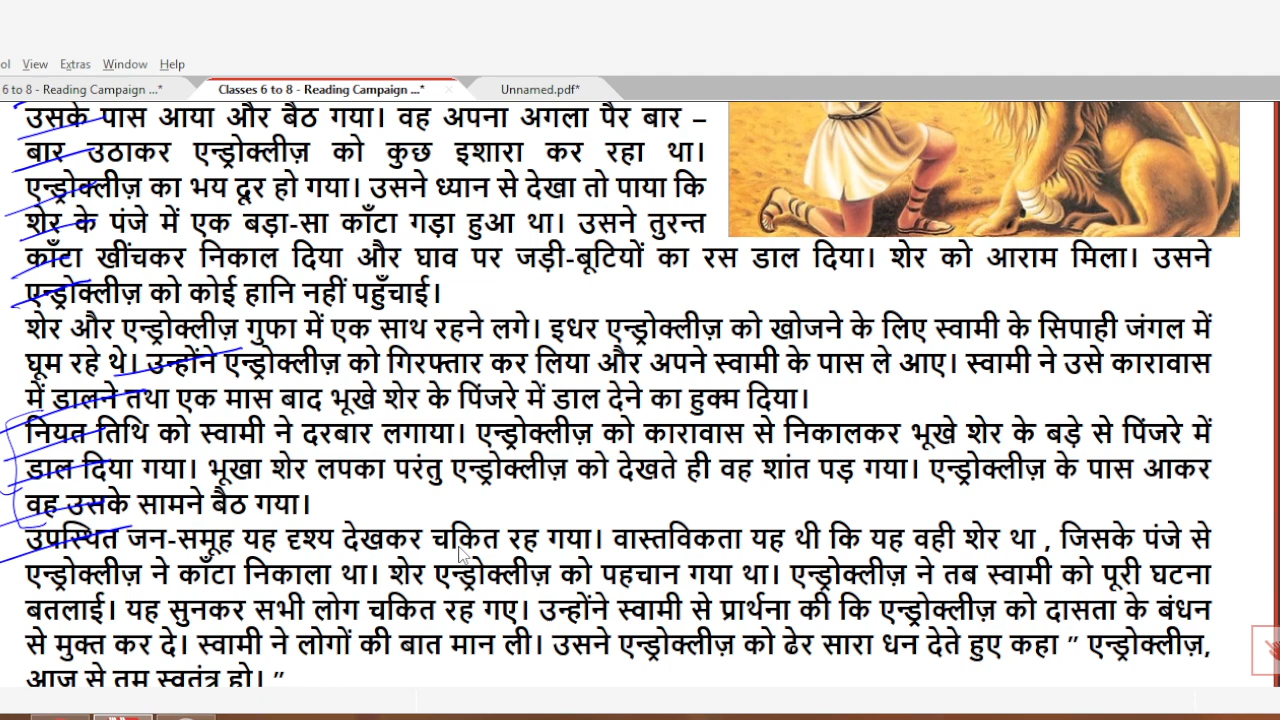 ol View Extras Window Help
6 to 8 - Reading Campaign ...* Classes 6 to 8 - Reading Campaign ...* Unnamed.pdf*
उसके पास आया और बैठ गया। वह अपना अगला पैर बार –
बार उठाकर एन्ड्रोक्लीज़ को कुछ इशारा कर रहा था।
एन्ड्रोक्लीज़ का भय दूर हो गया। उसने ध्यान से देखा तो पाया कि
शेर के पंजे में एक बड़ा-सा काँटा गड़ा हुआ था। उसने तुरन्त
काँटा खींचकर निकाल दिया और घाव पर जड़ी-बूटियों का रस डाल दिया। शेर को आराम मिला। उसने
एन्ड्रोक्लीज़ को कोई हानि नहीं पहुँचाई।
शेर और एन्ड्रोक्लीज़ गुफा में एक साथ रहने लगे। इधर एन्ड्रोक्लीज़ को खोजने के लिए स्वामी के सिपाही जंगल में
घूम रहे थे। उन्होंने एन्ड्रोक्लीज़ को गिरफ्तार कर लिया और अपने स्वामी के पास ले आए। स्वामी ने उसे कारावास
में डालने तथा एक मास बाद भूखे शेर के पिंजरे में डाल देने का हुक्म दिया।
नियत तिथि को स्वामी ने दरबार लगाया। एन्ड्रोक्लीज़ को कारावास से निकालकर भूखे शेर के बड़े से पिंजरे में
डाल दिया गया। भूखा शेर लपका परंतु एन्ड्रोक्लीज़ को देखते ही वह शांत पड़ गया। एन्ड्रोक्लीज़ के पास आकर
वह उसके सामने बैठ गया।
उपस्थित जन-समूह यह दृश्य देखकर चकित रह गया। वास्तविकता यह थी कि यह वही शेर था , जिसके पंजे से
एन्ड्रोक्लीज़ ने काँटा निकाला था। शेर एन्ड्रोक्लीज़ को पहचान गया था। एन्ड्रोक्लीज़ ने तब स्वामी को पूरी घटना
बतलाई। यह सुनकर सभी लोग चकित रह गए। उन्होंने स्वामी से प्रार्थना की कि एन्ड्रोक्लीज़ को दासता के बंधन
से मुक्त कर दे। स्वामी ने लोगों की बात मान ली। उसने एन्ड्रोक्लीज़ को ढेर सारा धन देते हुए कहा ” एन्ड्रोक्लीज़,
आज से तुम स्वतंत्र हो। ”